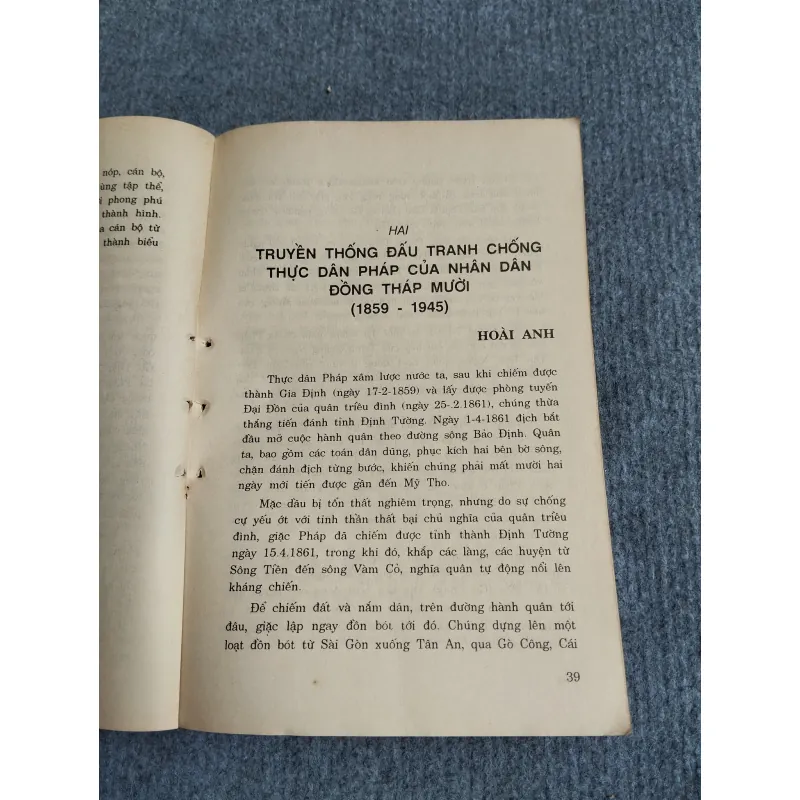 nóp, cán bộ,
ùng tập thể,
i phong phú
thành hình.
a cán bộ từ
thành biểu
HAI
TRUYỀN THỐNG ĐẤU TRANH CHỐNG
THỰC DÂN PHÁP CỦA NHÂN DÂN
ĐỒNG THÁP MƯỜI
(1859 - 1945)
HOÀI ANH
Thực dân Pháp xâm lược nước ta, sau khi chiếm được
thành Gia Định (ngày 17-2-1859) và lấy được phòng tuyến
Đại Đồn của quân triều đình (ngày 25-.2.1861), chúng thừa
thắng tiến đánh tỉnh Định Tường. Ngày 1-4-1861 địch bắt
đầu mở cuộc hành quân theo đường sông Bảo Định. Quân
ta, bao gồm các toán dân dũng, phục kích hai bên bờ sông,
chặn đánh địch từng bước, khiến chúng phải mất mười hai
ngày mới tiến được gần đến Mỹ Tho.
Mặc dầu bị tổn thất nghiêm trọng, nhưng do sự chống
cự yếu ớt với tinh thần thất bại chủ nghĩa của quân triều
đình, giặc Pháp đã chiếm được tỉnh thành Định Tường
ngày 15.4.1861, trong khi đó, khắp các làng, các huyện từ
Sông Tiền đến sông Vàm Cỏ, nghĩa quân tự động nổi lên
kháng chiến.
Để chiếm đất và nắm dân, trên đường hành quân tới
đâu, giặc lập ngay đồn bót tới đó. Chúng dựng lên một
loạt đồn bót từ Sài Gòn xuống Tân An, qua Gò Công, Cái
39